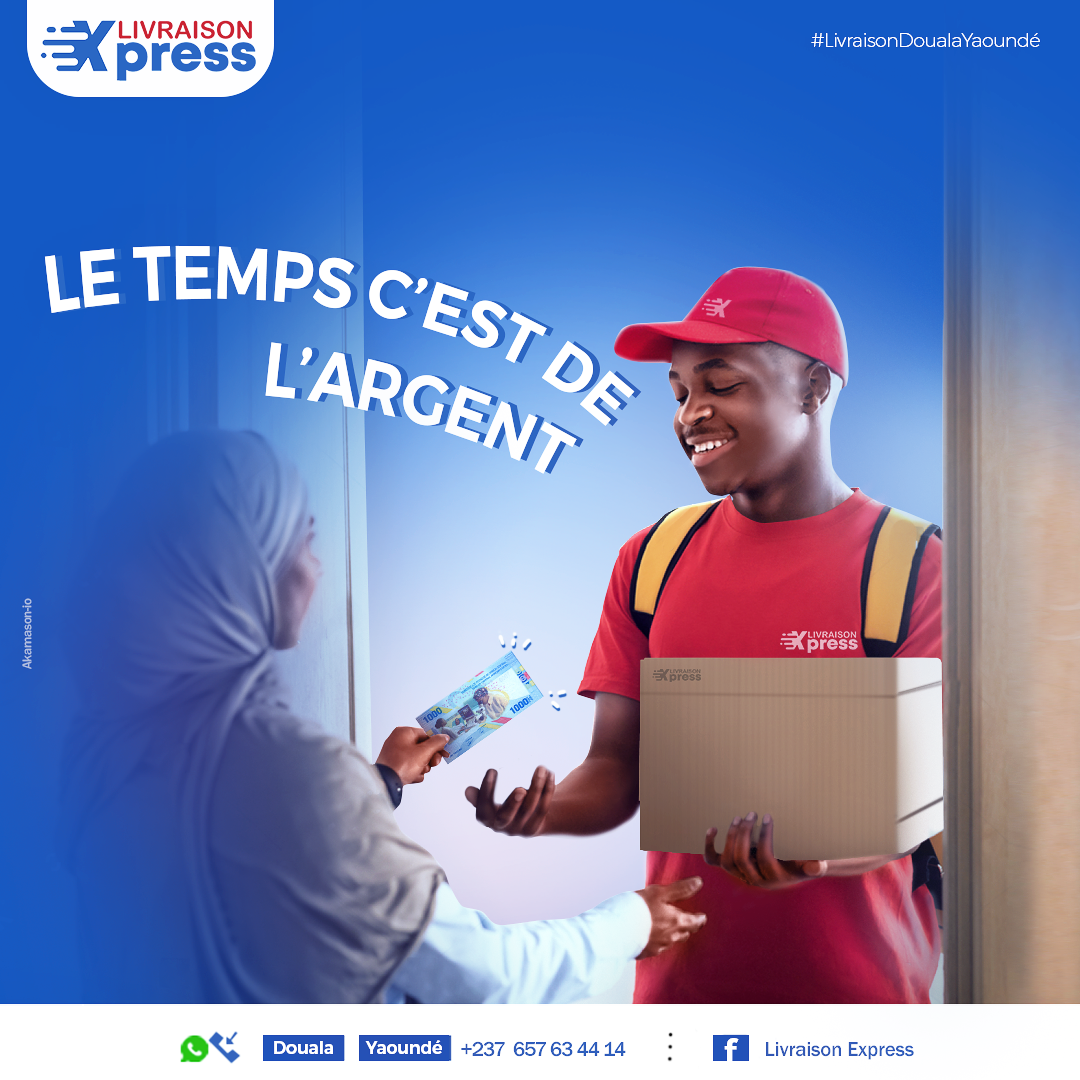 LIVRAISON
Xpress
#LivraisonDoualaYaoundé
LE TEMPS C’EST DE
L’ARGENT
LIVRAISON
Xpress
LIVRAISON
Xpress
1000
1000
Akamason-io
Douala Yaoundé +237 657 63 44 14
Livraison Express